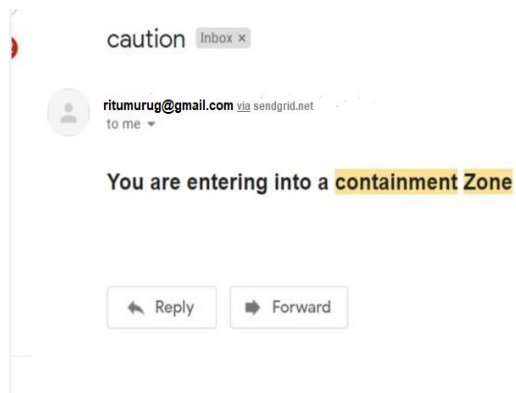 caution Inbox ×
ritumurug@gmail.com via sendgrid.net
to me
You are entering into a containment Zone
Reply Forward